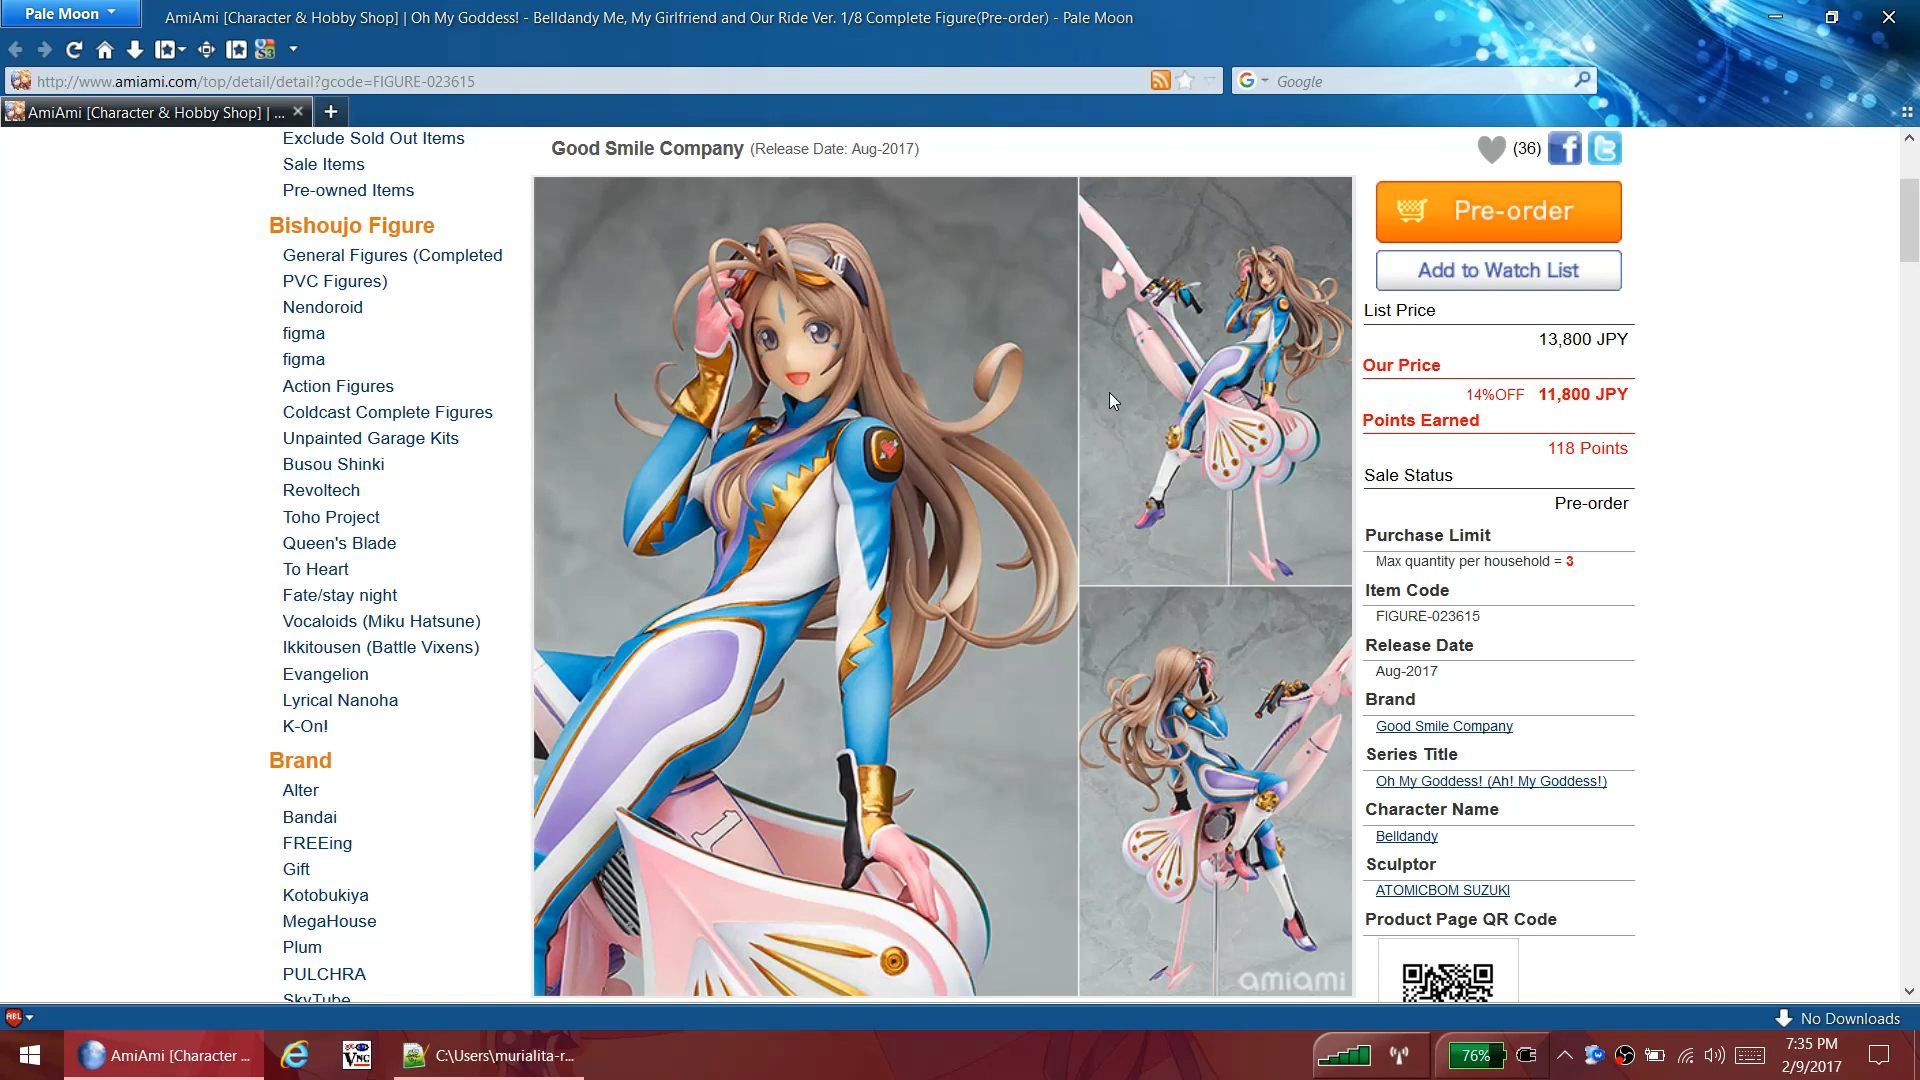 Pale Moon
AmiAmi [Character & Hobby Shop] | Oh My Goddess! - Belldandy Me, My Girlfriend and Our Ride Ver. 1/8 Complete Figure(Pre-order) - Pale Moon
http://www.amiami.com/top/detail/detail?gcode=FIGURE-023615
Google
AmiAmi [Character & Hobby Shop] | ...
Exclude Sold Out Items
Sale Items
Pre-owned Items
Bishoujo Figure
General Figures (Completed
PVC Figures)
Nendoroid
figma
figma
Action Figures
Coldcast Complete Figures
Unpainted Garage Kits
Busou Shinki
Revoltech
Toho Project
Queen's Blade
To Heart
Fate/stay night
Vocaloids (Miku Hatsune)
Ikkitousen (Battle Vixens)
Evangelion
Lyrical Nanoha
K-On!
Brand
Alter
Bandai
FREEing
Gift
Kotobukiya
MegaHouse
Plum
PULCHRA
SkyTube
Good Smile Company (Release Date: Aug-2017)
1
amiami
(36)
Pre-order
Add to Watch List
List Price
13,800 JPY
Our Price
14%OFF 11,800 JPY
Points Earned
118 Points
Sale Status
Pre-order
Purchase Limit
Max quantity per household = 3
Item Code
FIGURE-023615
Release Date
Aug-2017
Brand
Good Smile Company
Series Title
Oh My Goddess! (Ah! My Goddess!)
Character Name
Belldandy
Sculptor
ATOMICBOM SUZUKI
Product Page QR Code
ABL
No Downloads
AmiAmi [Character ...
VNC
C:\Users\murialita-r...
76%
7:35 PM
2/9/2017